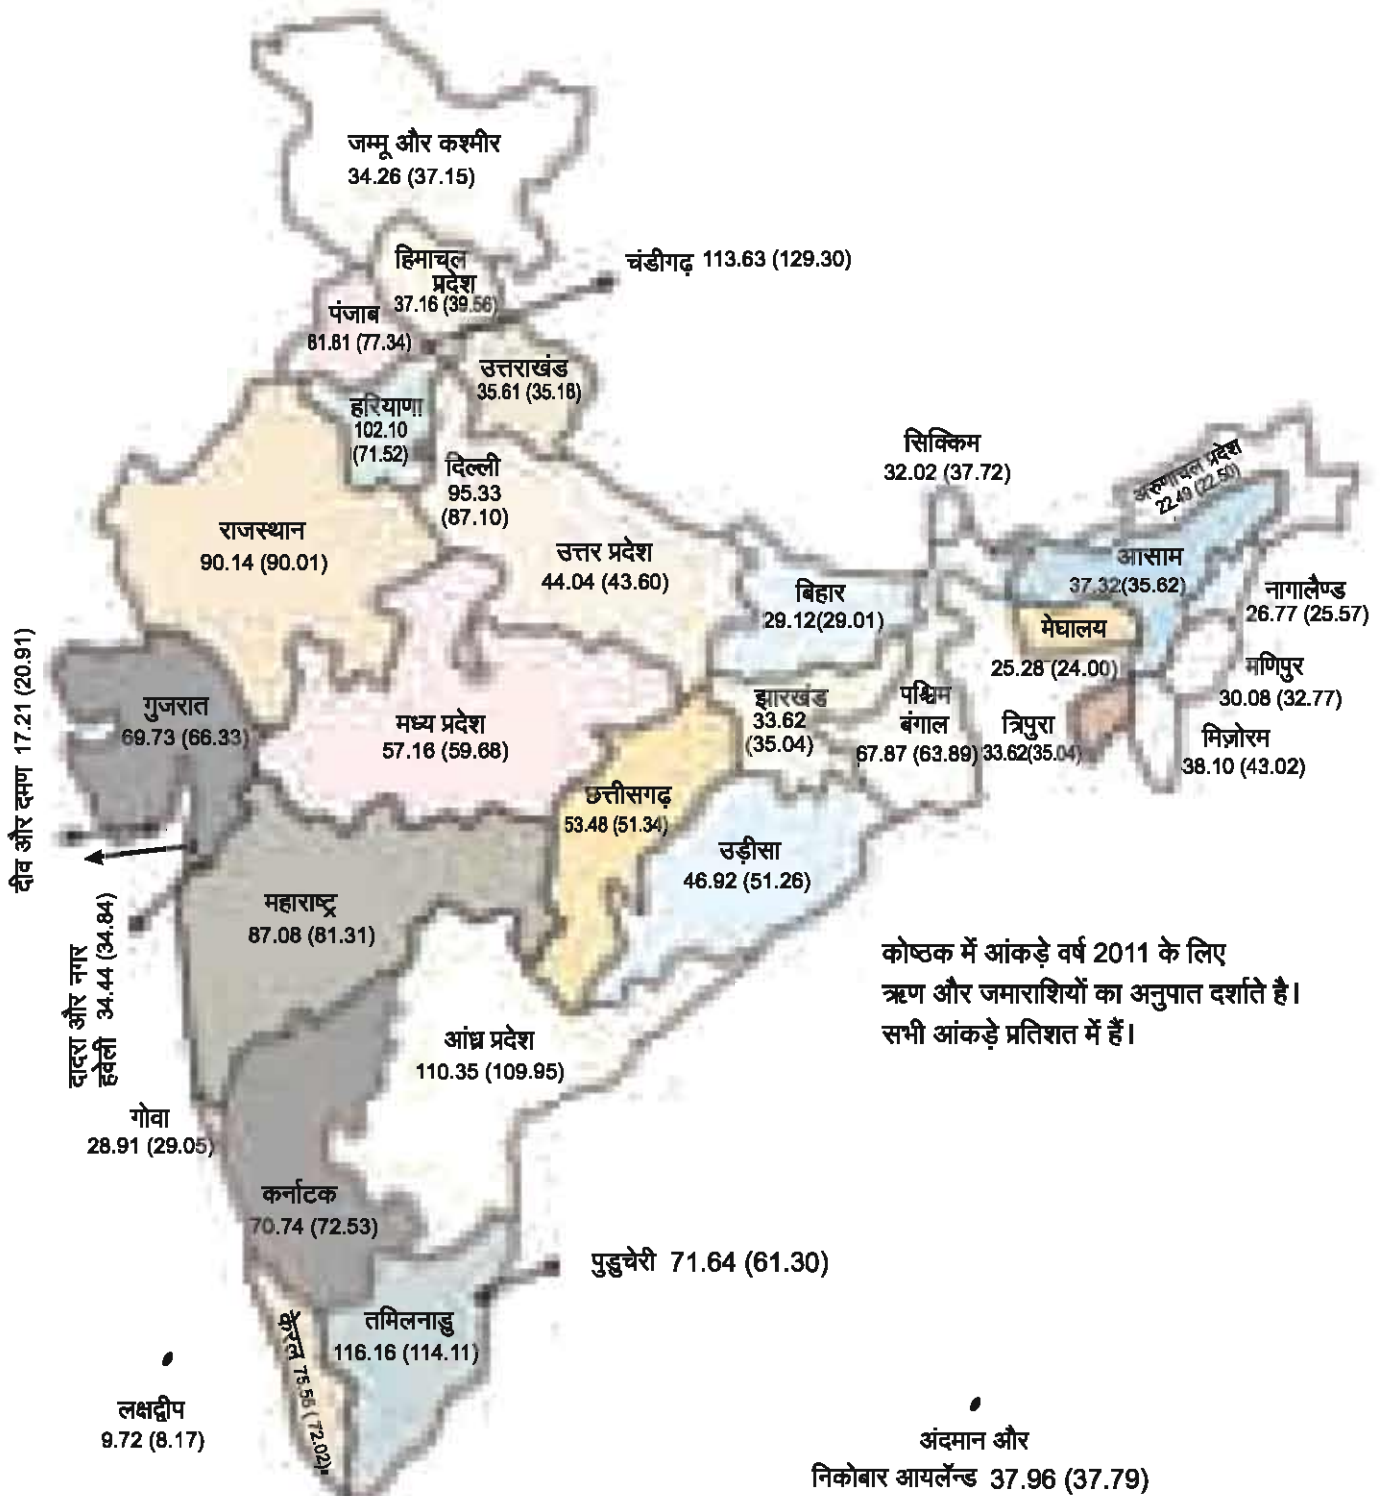 जम्मू और कश्मीर
34.26 (37.15)
हिमाचल
प्रदेश
37.16 (39.56)
चंडीगढ़ 113.63 (129.30)
पंजाब
81.81 (77.34)
उत्तराखंड
35.61 (35.18)
हरियाणा
102.10
(71.52)
दिल्ली
95.33
(87.10)
सिक्किम
32.02 (37.72)
अरुणाचल प्रदेश
22.49 (22.50)
राजस्थान
90.14 (90.01)
उत्तर प्रदेश
44.04 (43.60)
बिहार
29.12(29.01)
आसाम
37.32(35.62)
नागालैण्ड
26.77 (25.57)
मेघालय
25.28 (24.00)
मणिपुर
30.08 (32.77)
दीव और दमण 17.21 (20.91)
गुजरात
69.73 (66.33)
मध्य प्रदेश
57.16 (59.68)
झारखंड
33.62
(35.04)
पश्चिम
बंगाल
67.87 (63.89)
त्रिपुरा
33.62(35.04)
मिज़ोरम
38.10 (43.02)
छत्तीसगढ़
53.48 (51.34)
उड़ीसा
46.92 (51.26)
महाराष्ट्र
87.08 (81.31)
दादरा और नगर
हवेली 34.44 (34.84)
कोष्ठक में आंकड़े वर्ष 2011 के लिए
ऋण और जमाराशियों का अनुपात दर्शाते है।
सभी आंकड़े प्रतिशत में हैं।
आंध्र प्रदेश
110.35 (109.95)
गोवा
28.91 (29.05)
कर्नाटक
70.74 (72.53)
पुडुचेरी 71.64 (61.30)
तमिलनाडु
116.16 (114.11)
केरल 75.55 (72.02)
लक्षद्वीप
9.72 (8.17)
अंदमान और
निकोबार आयलॅन्ड 37.96 (37.79)